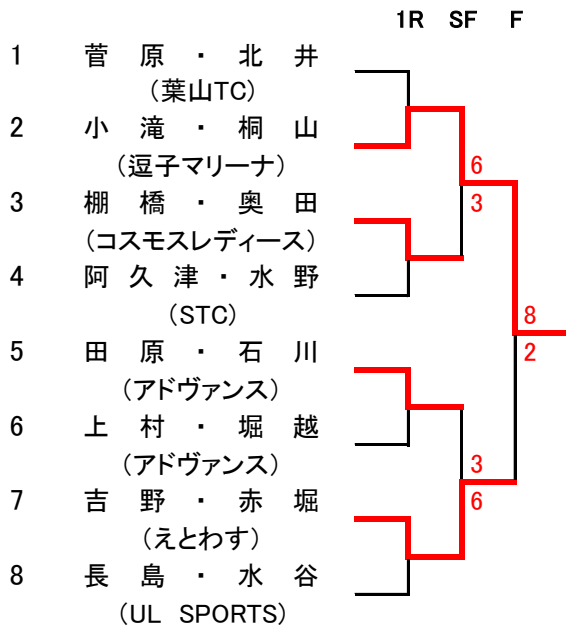 1R SF F
1 菅原・北井
(葉山TC)
2 小滝・桐山
(逗子マリーナ)
6
3 棚橋・奥田
3
(コスモスレディース)
4 阿久津・水野
(STC)
8
5 田原・石川
2
(アドヴァンス)
6 上村・堀越
(アドヴァンス)
3
7 吉野・赤堀
6
(えとわす)
8 長島・水谷
(UL SPORTS)